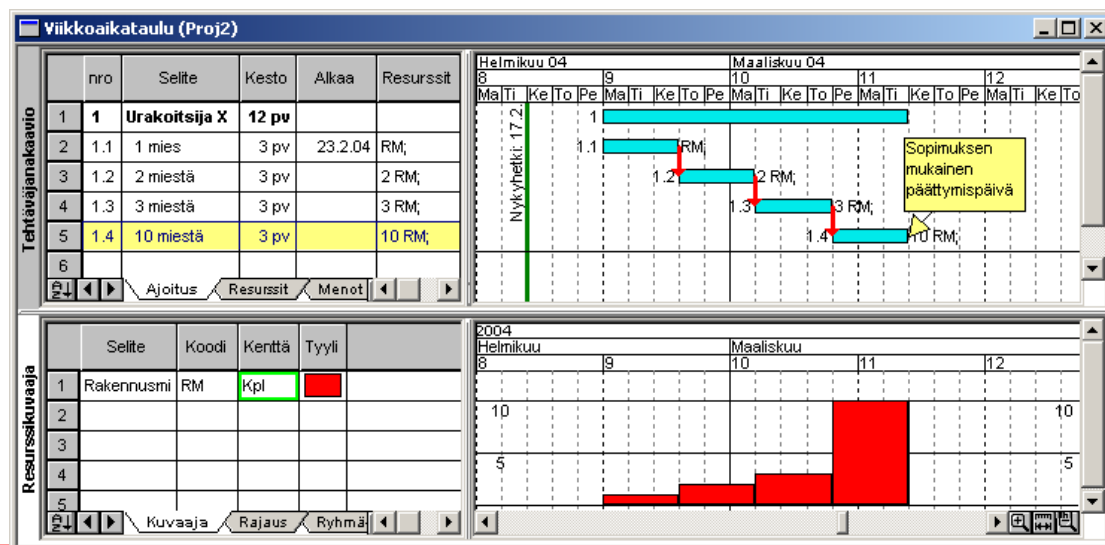 Viikkoaikataulu (Proj2)
Tehtäväjanakaavio
nro Selite Kesto Alkaa Resurssit
1 1 Urakoitsija X 12 pv
2 1.1 1 mies 3 pv 23.2.04 RM;
3 1.2 2 miestä 3 pv 2 RM;
4 1.3 3 miestä 3 pv 3 RM;
5 1.4 10 miestä 3 pv 10 RM;
6
Ajoitus Resurssit Menot
Helmikuu 04 Maaliskuu 04
8 9 10 11 12
Ma Ti Ke To Pe Ma Ti Ke To Pe Ma Ti Ke To Pe Ma Ti Ke To Pe Ma Ti Ke To
Nykyhetki: 17.2.
1
1.1 RM;
1.2 2 RM;
1.3 3 RM;
1.4 10 RM;
Sopimuksen
mukainen
päättymispäivä
Resurssikuvaaja
Selite Koodi Kenttä Tyyli
1 Rakennusmi RM Kpl
2
3
4
5
Kuvaaja Rajaus Ryhmä
2004
Helmikuu Maaliskuu
8 9 10 11 12
10 10
5 5